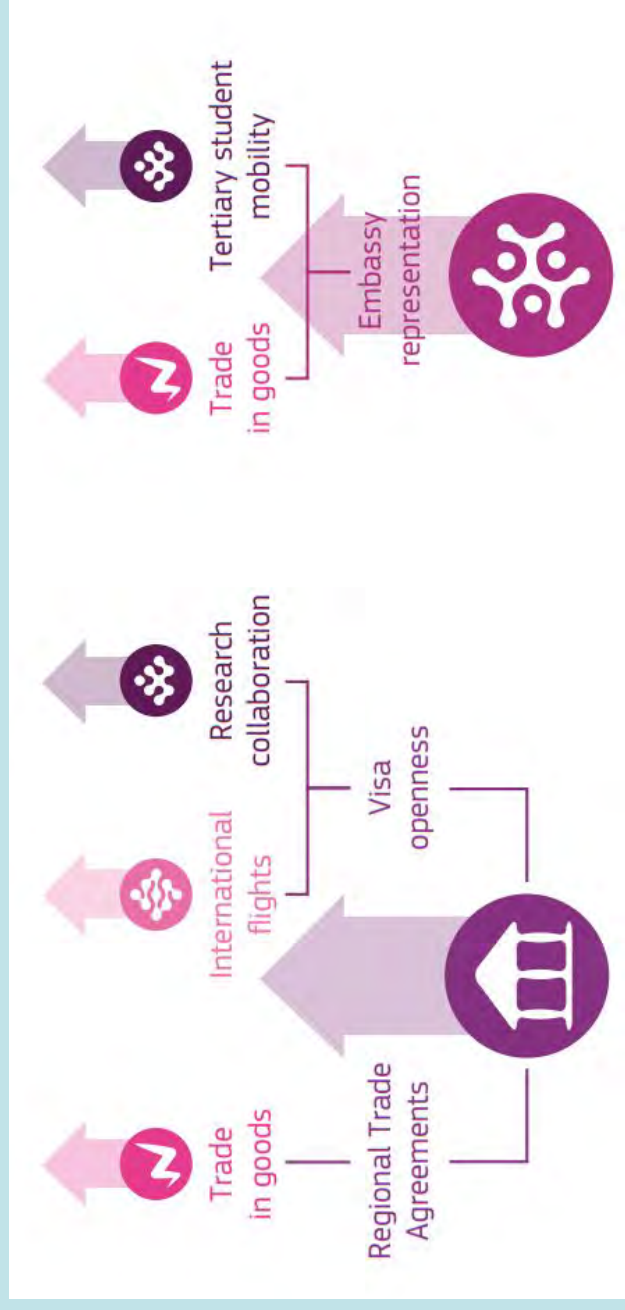 Trade
in goods
International
flights
Research
collaboration
Regional Trade
Agreements
Visa
openness
Trade
in goods
Tertiary student
mobility
Embassy
representation